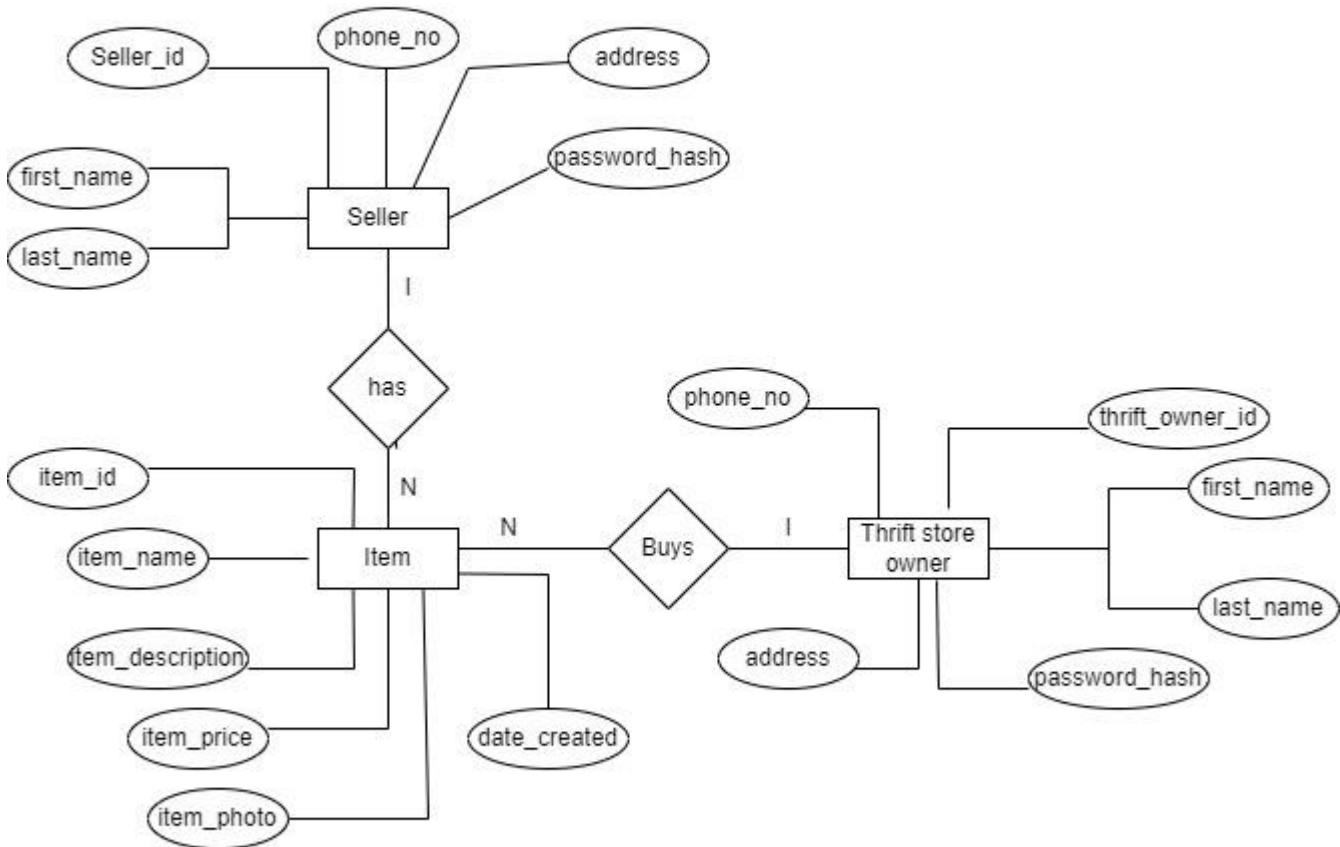 phone_no
Seller_id
address
password_hash
first_name
Seller
last_name
I
has
N
phone_no
thrift_owner_id
item_id
first_name
N
I
item_name
Item
Buys
Thrift store
owner
last_name
item_description
address
password_hash
item_price
date_created
item_photo